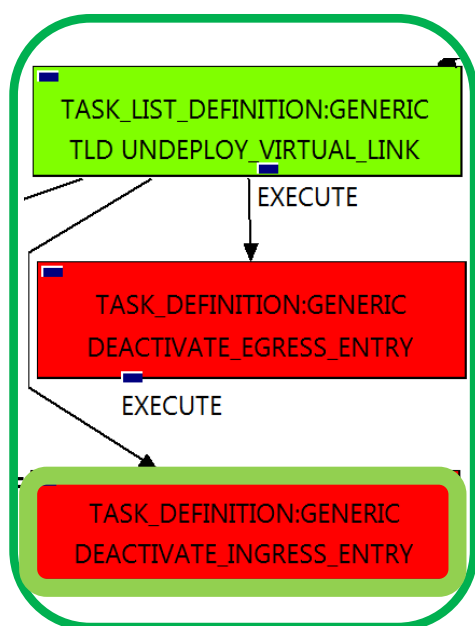 TASK_LIST_DEFINITION:GENERIC
TLD UNDEPLOY_VIRTUAL_LINK
EXECUTE
TASK_DEFINITION:GENERIC
DEACTIVATE_EGRESS_ENTRY
EXECUTE
TASK_DEFINITION:GENERIC
DEACTIVATE_INGRESS_ENTRY